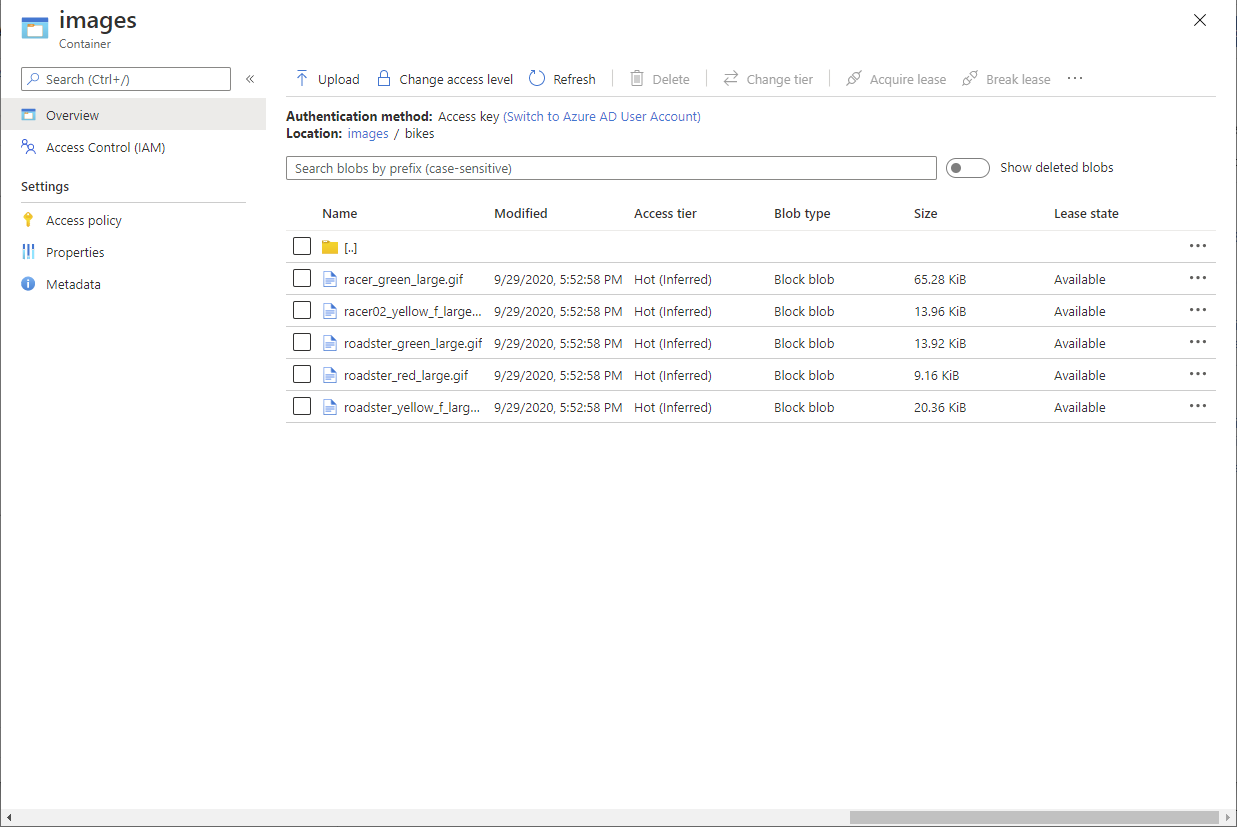 images
Container
Search (Ctrl+/)
«
Upload Change access level Refresh Delete Change tier Acquire lease Break lease ...
Overview
Access Control (IAM)
Settings
Access policy
Properties
Metadata
Authentication method: Access key (Switch to Azure AD User Account)
Location: images / bikes
Search blobs by prefix (case-sensitive) Show deleted blobs
Name Modified Access tier Blob type Size Lease state
[..] ...
racer_green_large.gif 9/29/2020, 5:52:58 PM Hot (Inferred) Block blob 65.28 KiB Available ...
racer02_yellow_f_large... 9/29/2020, 5:52:58 PM Hot (Inferred) Block blob 13.96 KiB Available ...
roadster_green_large.gif 9/29/2020, 5:52:58 PM Hot (Inferred) Block blob 13.92 KiB Available ...
roadster_red_large.gif 9/29/2020, 5:52:58 PM Hot (Inferred) Block blob 9.16 KiB Available ...
roadster_yellow_f_larg... 9/29/2020, 5:52:58 PM Hot (Inferred) Block blob 20.36 KiB Available ...